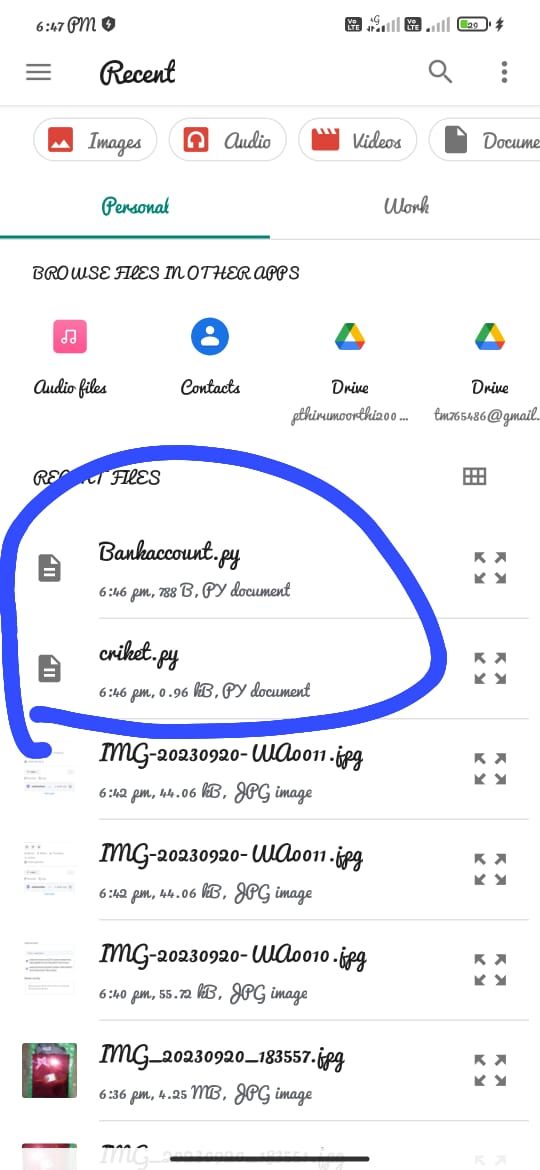 6:47 PM
4G
Vo LTE
Vo LTE
29
Recent
Images Audio Videos Docume
Personal Work
BROWSE FILES IN OTHER APPS
Audio files Contacts Drive Drive
pthirumoorthi200... tm765486@gmail.
RECENT FILES
Bankaccount.py
6:46 pm, 788 B, PY document
criket.py
6:46 pm, 0.96 kB, PY document
IMG-20230920-WA0011.jpg
6:42 pm, 44.06 kB, JPG image
IMG-20230920-WA0011.jpg
6:42 pm, 44.06 kB, JPG image
IMG-20230920-WA0010.jpg
6:40 pm, 55.72 kB, JPG image
IMG_20230920_183557.jpg
6:36 pm, 4.25 MB, JPG image
IMG_20230920_183551.jpg